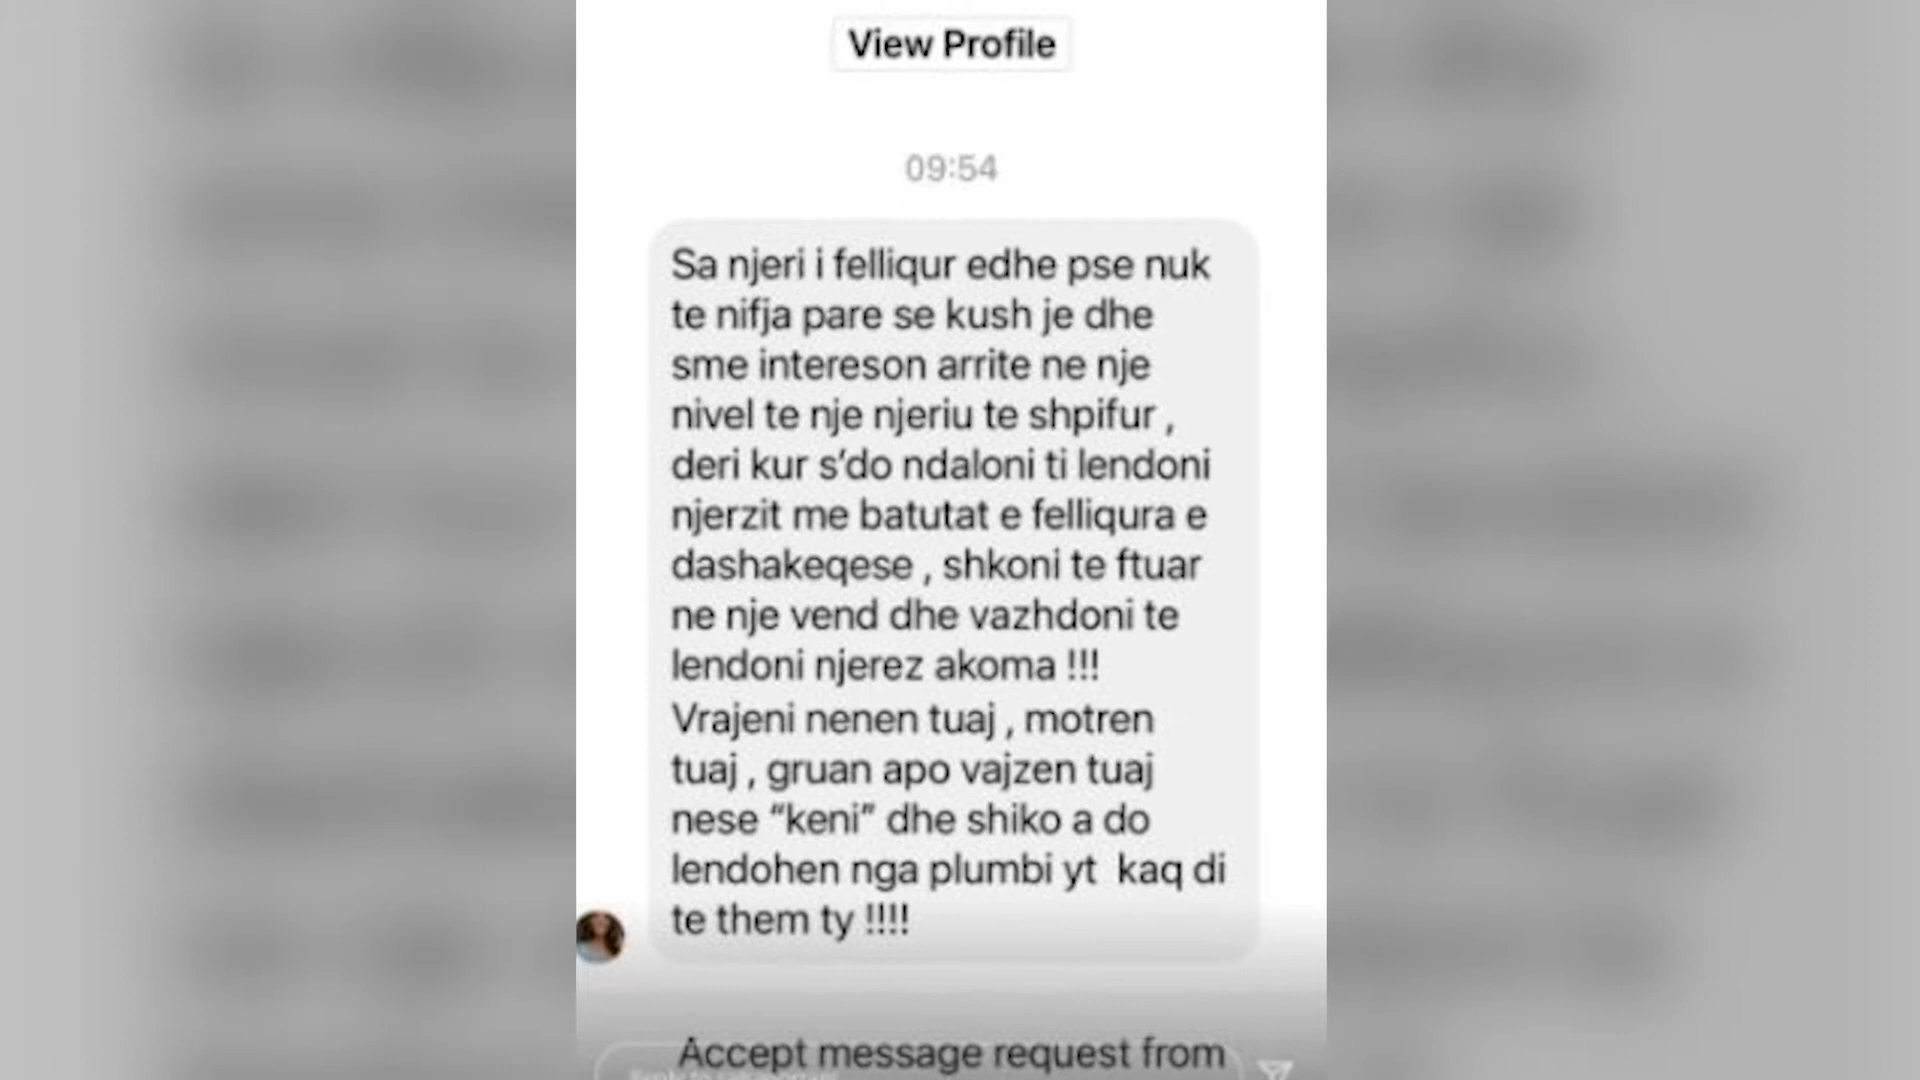 View Profile
09:54
Sa njeri i felliqur edhe pse nuk
te nifja pare se kush je dhe
sme intereson arrite ne nje
nivel te nje njeriu te shpifur ,
deri kur s’do ndaloni ti lendoni
njerzit me batutat e felliqura e
dashakeqese , shkoni te ftuar
ne nje vend dhe vazhdoni te
lendoni njerez akoma !!!
Vrajeni nenen tuaj , motren
tuaj , gruan apo vajzen tuaj
nese “keni” dhe shiko a do
lendohen nga plumbi yt kaq di
te them ty !!!!
Accept message request from